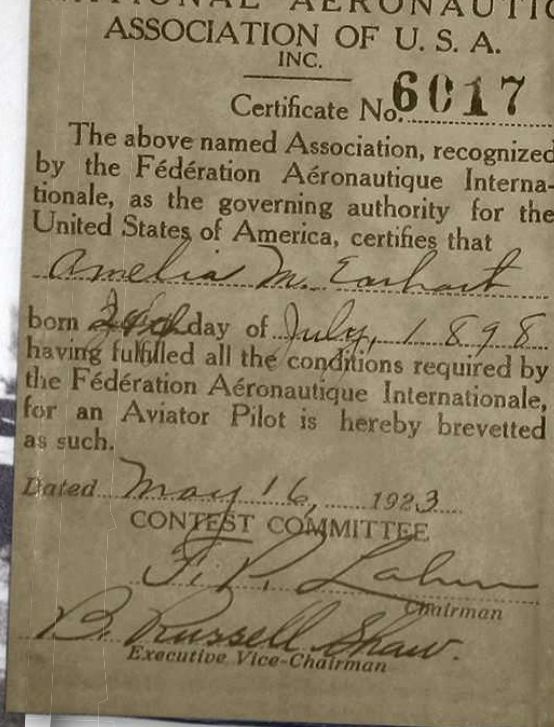 NATIONAL AERONAUTIC
ASSOCIATION OF U. S. A.
INC.
Certificate No. 6017
The above named Association, recognized
by the Fédération Aéronautique Interna-
tionale, as the governing authority for the
United States of America, certifies that
Amelia M. Earhart
born day of July, 1898
having fulfilled all the conditions required by
the Fédération Aéronautique Internationale,
for an Aviator Pilot is hereby brevetted
as such.
Dated May 16, 1923
CONTEST COMMITTEE
F. P. Lahm
Chairman
B. Russell Shaw.
Executive Vice-Chairman